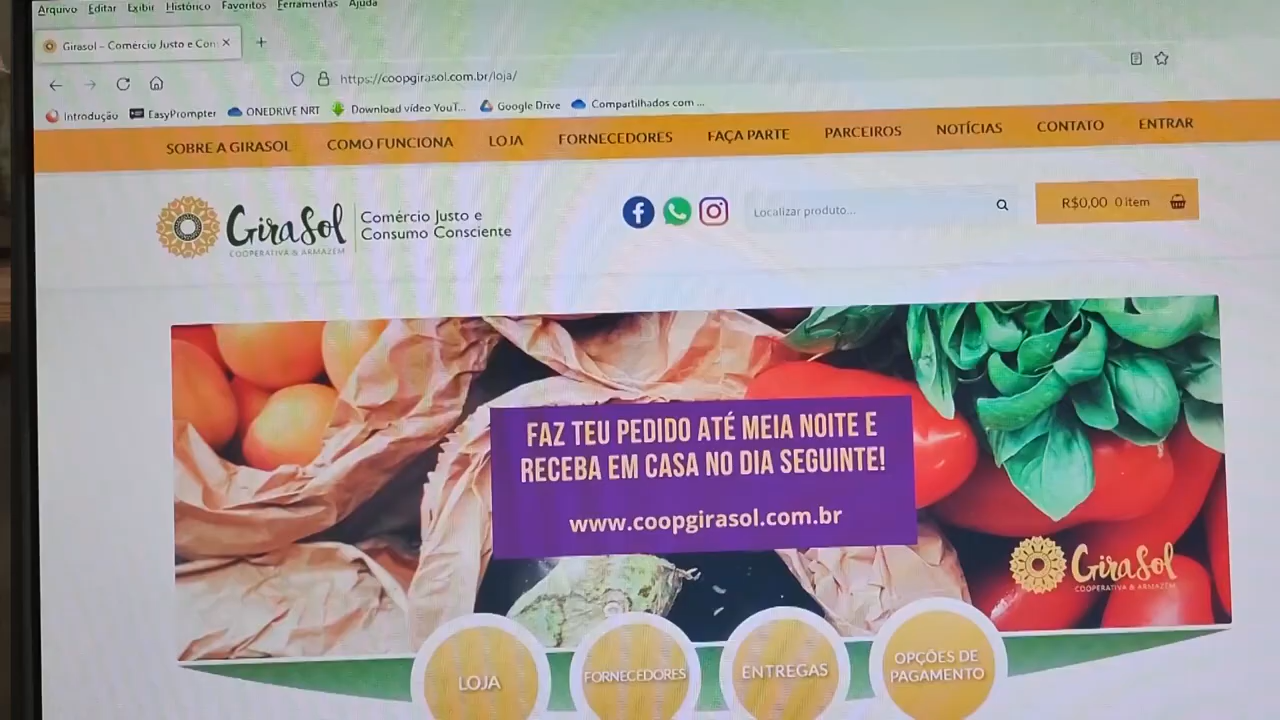 Arquivo Editar Exibir Histórico Favoritos Ferramentas Ajuda
Girasol – Comércio Justo e Con
https://coopgirasol.com.br/loja/
Introdução EasyPrompter ONEDRIVE NRT Download vídeo YouT... Google Drive Compartilhados com ...
SOBRE A GIRASOL COMO FUNCIONA LOJA FORNECEDORES FAÇA PARTE PARCEIROS NOTÍCIAS CONTATO ENTRAR
GiraSol
COOPERATIVA & ARMAZÉM
Comércio Justo e
Consumo Consciente
Localizar produto...
R$0,00 0 item
FAZ TEU PEDIDO ATÉ MEIA NOITE E
RECEBA EM CASA NO DIA SEGUINTE!
www.coopgirasol.com.br
GiraSol
COOPERATIVA & ARMAZÉM
LOJA
FORNECEDORES
ENTREGAS
OPÇÕES DE
PAGAMENTO